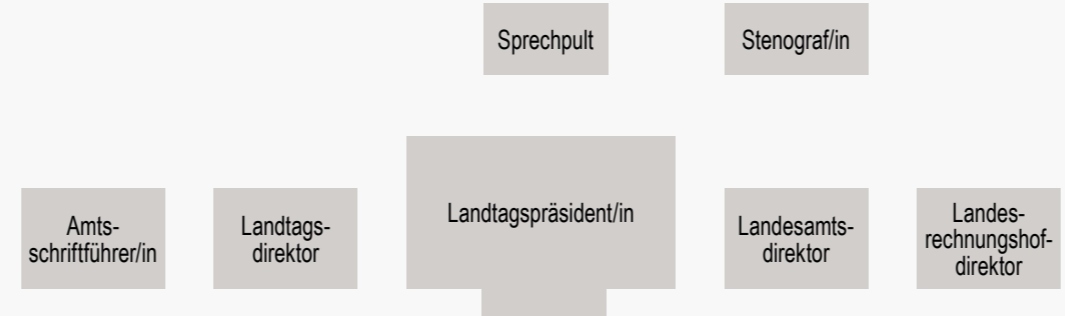 Sprechpult
Stenograf/in
Amts-
schriftführer/in
Landtags-
direktor
Landtagspräsident/in
Landesamts-
direktor
Landes-
rechnungshof-
direktor